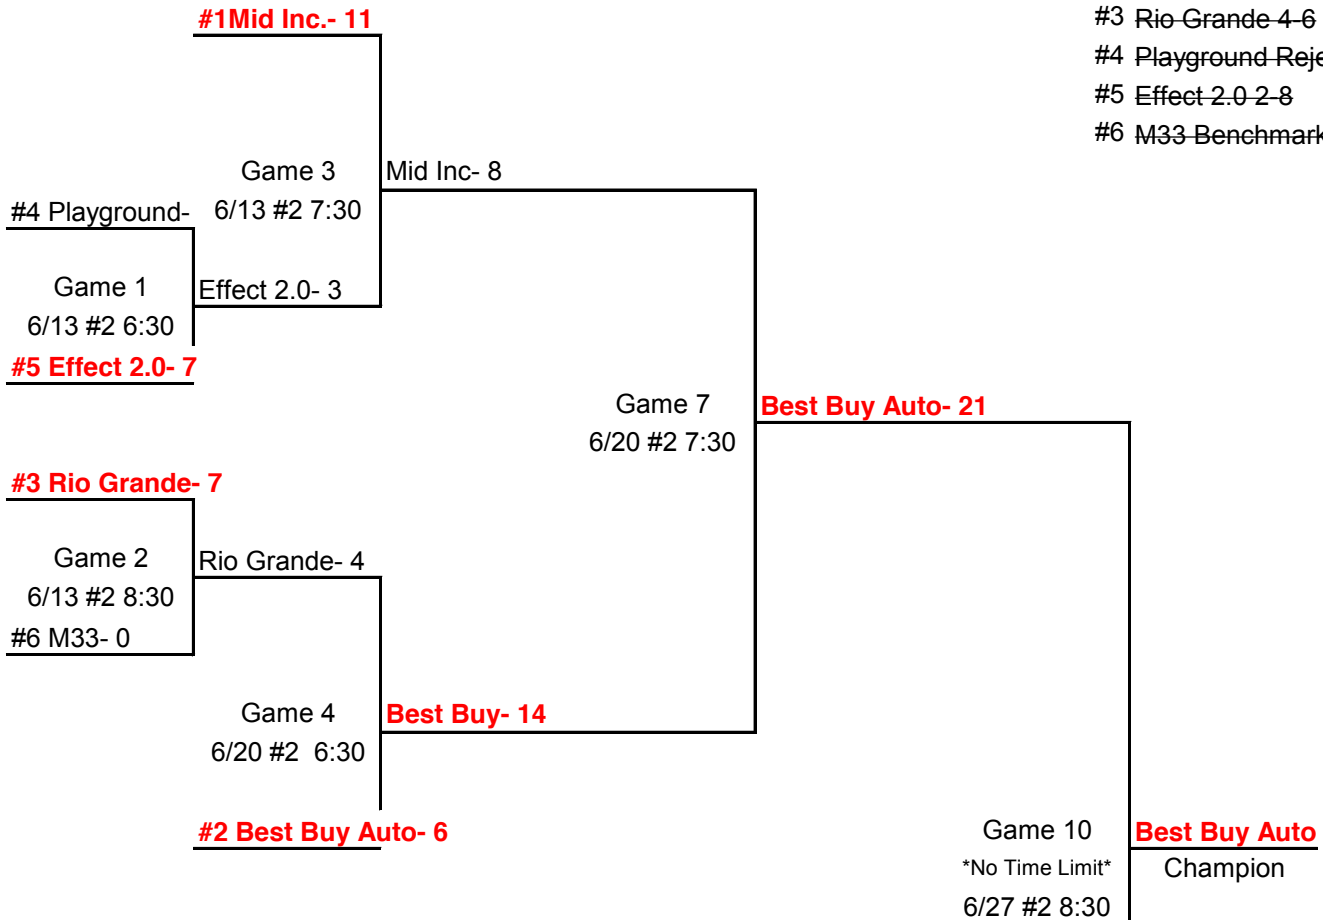 #1Mid Inc.- 11
#3 Rio Grande 4-6
#4 Playground
#5 Effect 2.0 2-8
#6 M33 Benchmark
Game 3
6/13 #2 7:30
Mid Inc- 8
#4 Playground-
Game 1
6/13 #2 6:30
Effect 2.0- 3
#5 Effect 2.0- 7
Game 7
6/20 #2 7:30
Best Buy Auto- 21
#3 Rio Grande- 7
Game 2
6/13 #2 8:30
Rio Grande- 4
#6 M33- 0
Game 4
6/20 #2 6:30
Best Buy- 14
#2 Best Buy Auto- 6
Game 10
*No Time Limit*
6/27 #2 8:30
Best Buy Auto
Champion